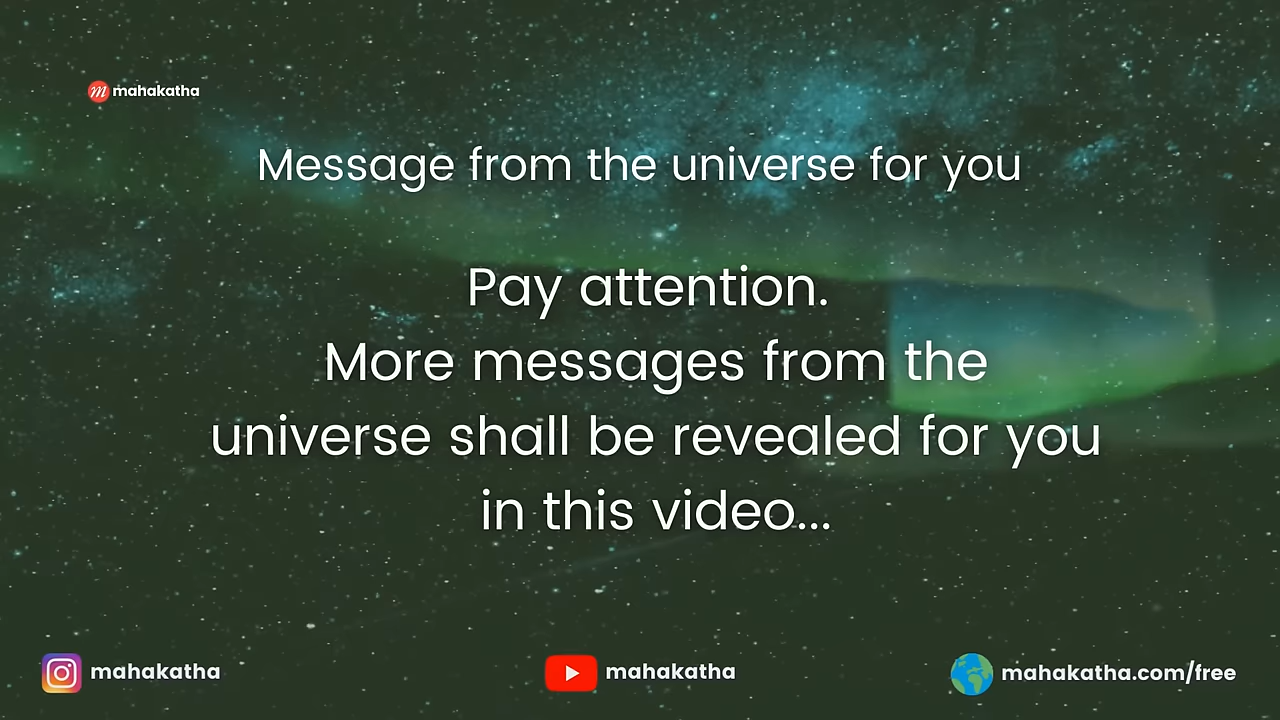 mahakatha
Message from the universe for you
Pay attention.
More messages from the
universe shall be revealed for you
in this video...
mahakatha
mahakatha
mahakatha.com/free